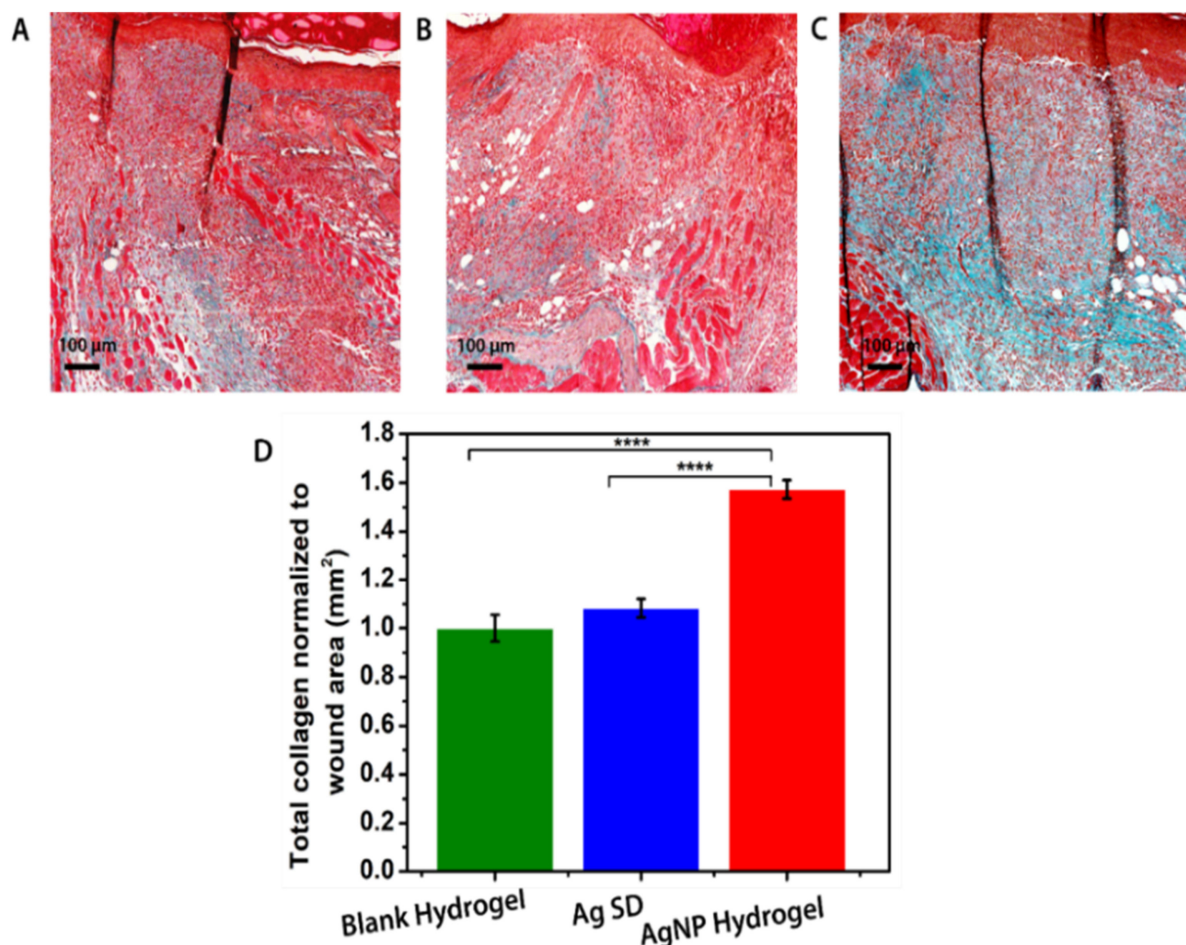 A
B
C
100 μm
100 μm
100 μm
D
Total collagen normalized to
wound area (mm²)
1.8
1.6
1.4
1.2
1.0
0.8
0.6
0.4
0.2
0.0
****
****
Blank Hydrogel
Ag SD
AgNP Hydrogel